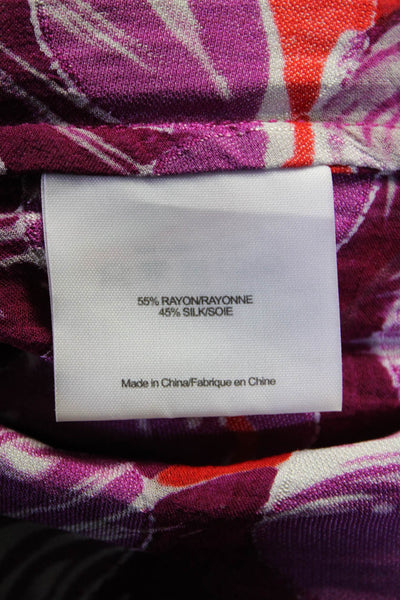 55% RAYON/RAYONNE
45% SILK/SOIE
Made in China/Fabrique en Chine